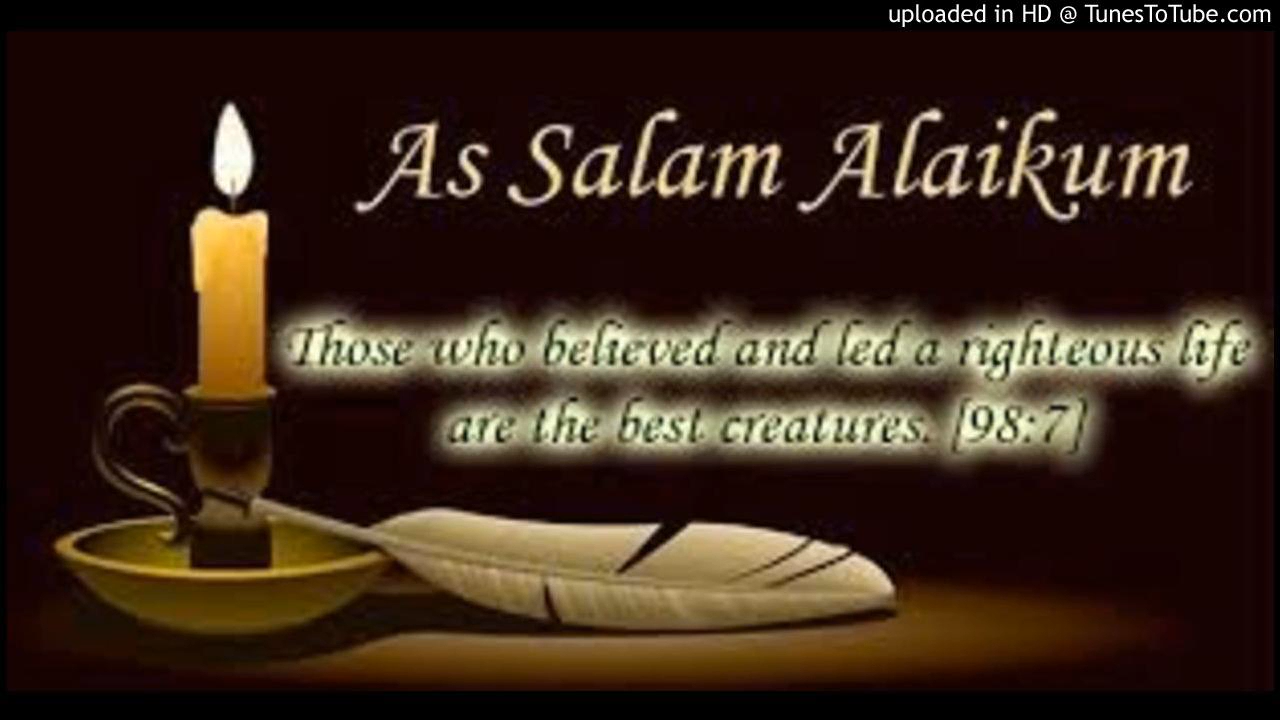 uploaded in HD @ TunesToTube.com
As Salam Alaikum
Those who believed and led a righteous life
are the best creatures. [98:7]